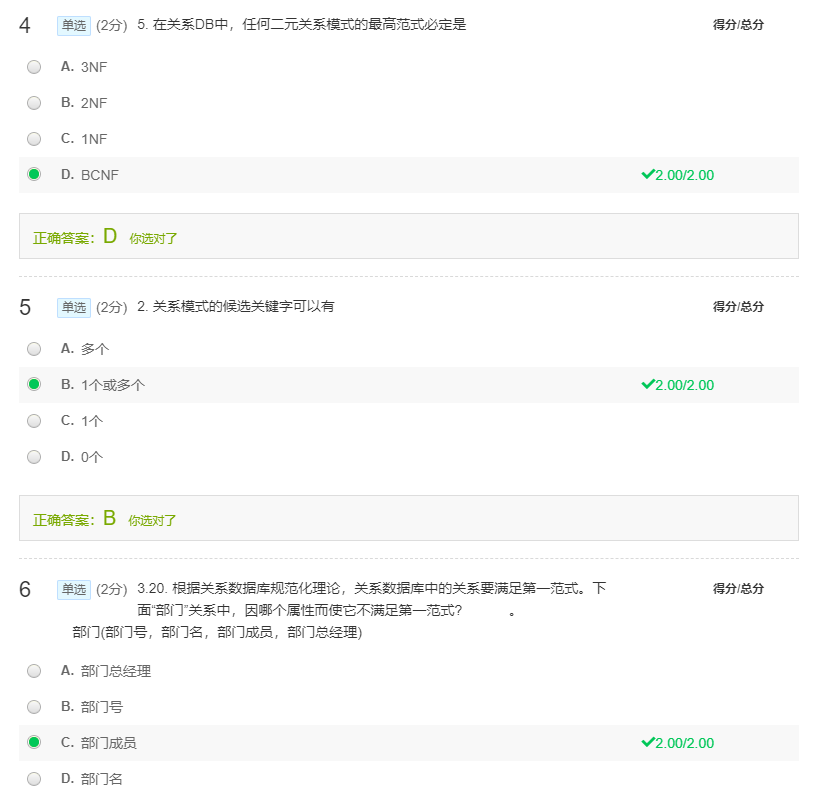 4 单选 (2分) 5. 在关系DB中，任何二元关系模式的最高范式必定是 得分/总分
A. 3NF
B. 2NF
C. 1NF
D. BCNF 2.00/2.00
正确答案：D 你选对了
5 单选 (2分) 2. 关系模式的候选关键字可以有 得分/总分
A. 多个
B. 1个或多个 2.00/2.00
C. 1个
D. 0个
正确答案：B 你选对了
6 单选 (2分) 3.20. 根据关系数据库规范化理论，关系数据库中的关系要满足第一范式。下 得分/总分
面“部门”关系中，因哪个属性而使它不满足第一范式? 。
部门(部门号，部门名，部门成员，部门总经理)
A. 部门总经理
B. 部门号
C. 部门成员 2.00/2.00
D. 部门名